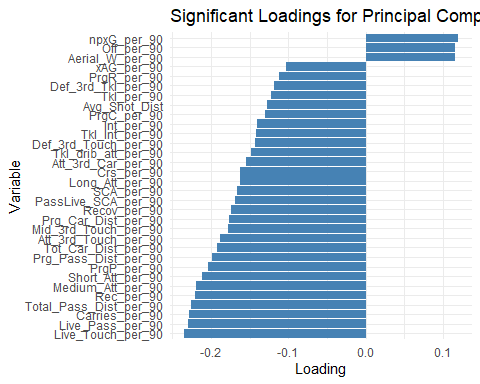 Significant Loadings for Principal Comp
npxG_per_90
Off_per_90
Aerial_W_per_90
xAG_per_90
PrgR_per_90
Def_3rd_Tkl_per_90
Tkl_per_90
Avg_Shot_Dist
PrgC_per_90
Int_per_90
Tkl_Int_per_90
Def_3rd_Touch_per_90
Tkl_drib_att_per_90
Att_3rd_Car_per_90
Crs_per_90
Long_Att_per_90
SCA_per_90
PassLive_SCA_per_90
Recov_per_90
Prg_Car_Dist_per_90
Mid_3rd_Touch_per_90
Att_3rd_Touch_per_90
Tot_Car_Dist_per_90
Prg_Pass_Dist_per_90
PrgP_per_90
Short_Att_per_90
Medium_Att_per_90
Rec_per_90
Total_Pass_Dist_per_90
Carries_per_90
Live_Pass_per_90
Live_Touch_per_90
Variable
-0.2 -0.1 0.0 0.1
Loading